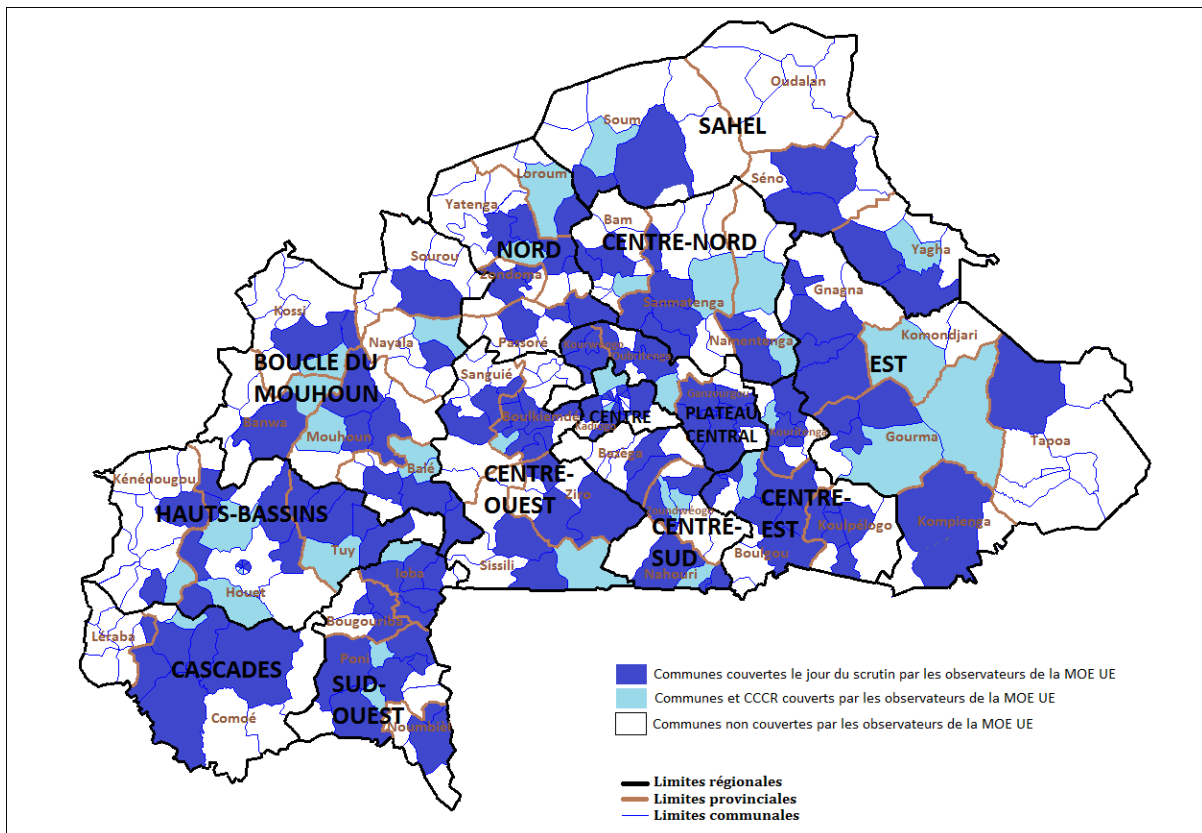 Oudalan
Soum
SAHEL
Loroum
Séno
Yatenga
Bam
NORD
CENTRE-NORD
Sourou
Yagha
Zondoma
Gnagna
Sanmatenga
Kossi
Komondjari
Nayala
Passoré
Namentenga
Kourwéogo
Oubritenga
BOUCLE DU
MOUHOUN
Sanguié
EST
Ganzourgou
Boulkiemdé
CENTRE
PLATEAU
CENTRAL
Banwa
Kadiogo
Kouritenga
Mouhoun
Gourma
Tapoa
Bazega
Balé
Kénédougbu
CENTRE-
OUEST
Ziro
CENTRE-
EST
HAUTS-BASSINS
Zoundwéogo
CENTRE-
SUD
Koulpélogo
Kompienga
Tuy
Boulgou
Sissili
Ioba
Nahouri
Houet
Bougouriba
Léraba
Poni
CASCADES
SUD-
OUEST
Comoé
Noumbiel
Communes couvertes le jour du scrutin par les observateurs de la MOE UE
Communes et CCCR couverts par les observateurs de la MOE UE
Communes non couvertes par les observateurs de la MOE UE
Limites régionales
Limites provinciales
Limites communales